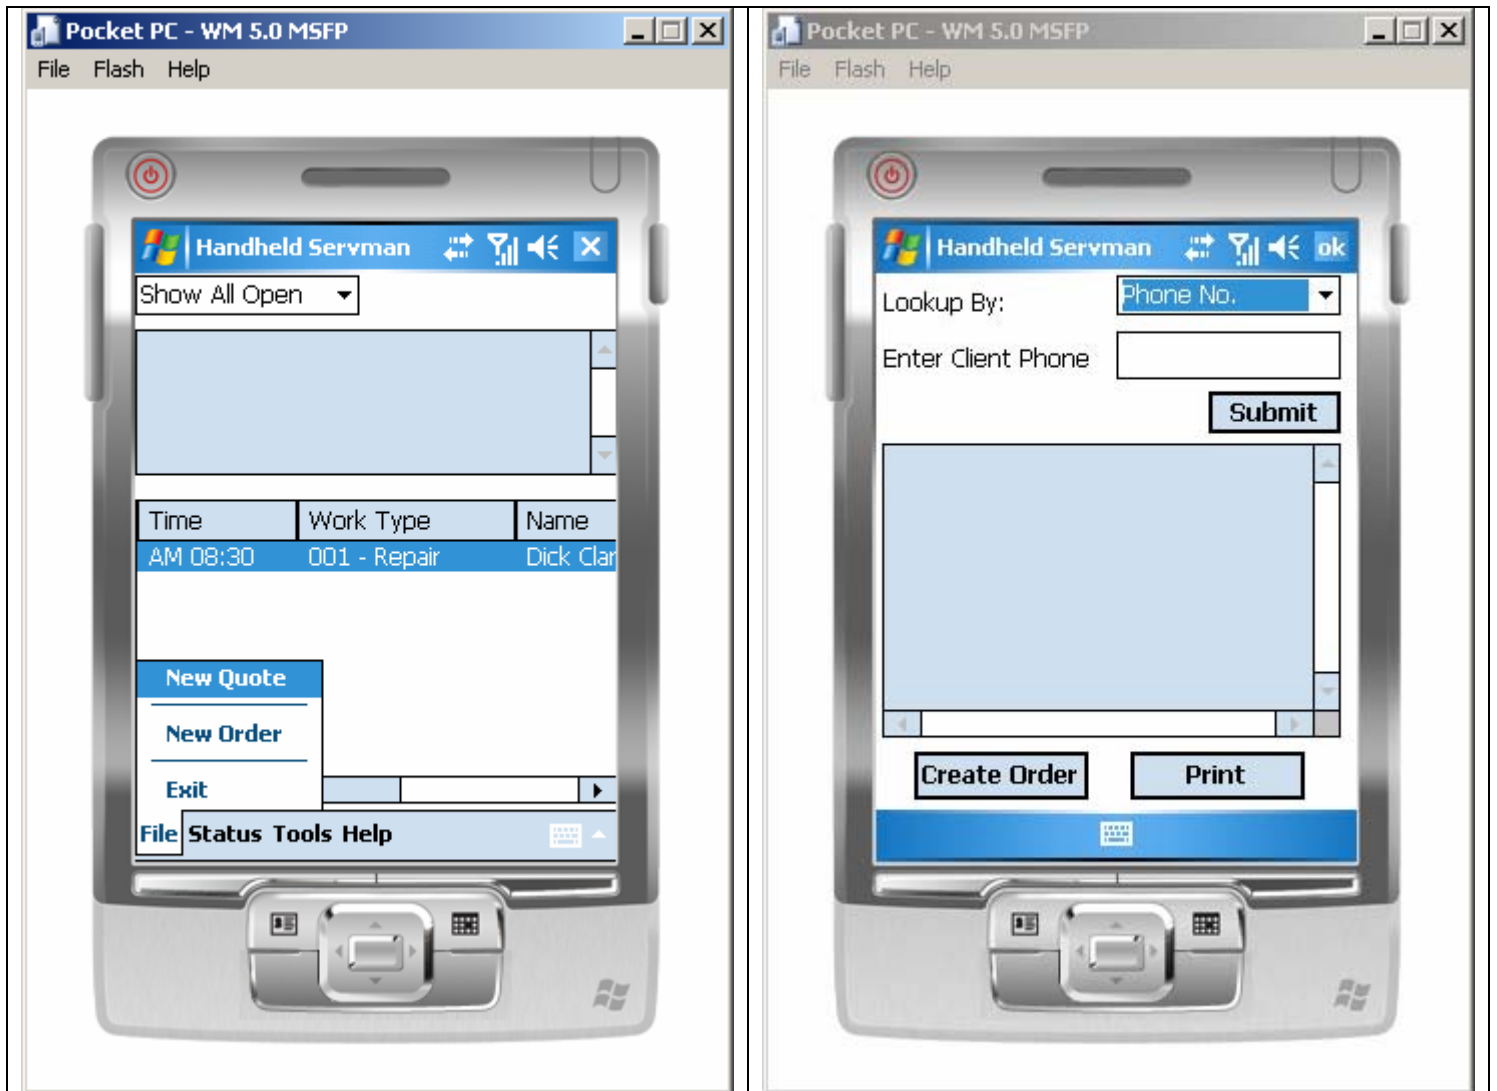 Pocket PC - WM 5.0 MSFP
File Flash Help
Handheld Servman
Show All Open
Time Work Type Name
AM 08:30 001 - Repair Dick Clar
New Quote
New Order
Exit
File Status Tools Help
Pocket PC - WM 5.0 MSFP
File Flash Help
Handheld Servman ok
Lookup By: Phone No.
Enter Client Phone
Submit
Create Order Print